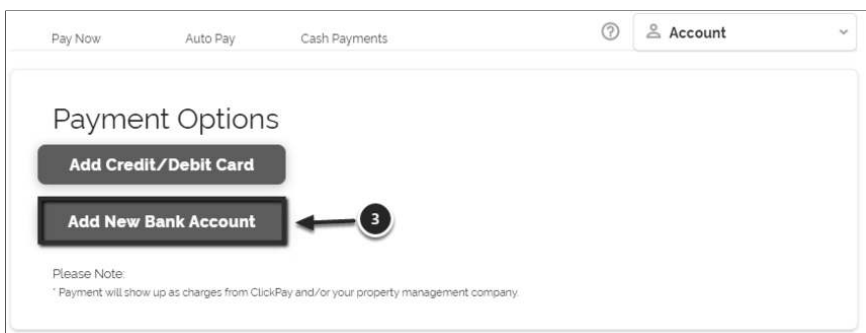 Pay Now Auto Pay Cash Payments ? Account
Payment Options
Add Credit/Debit Card
Add New Bank Account 3
Please Note:
* Payment will show up as charges from ClickPay and/or your property management company.